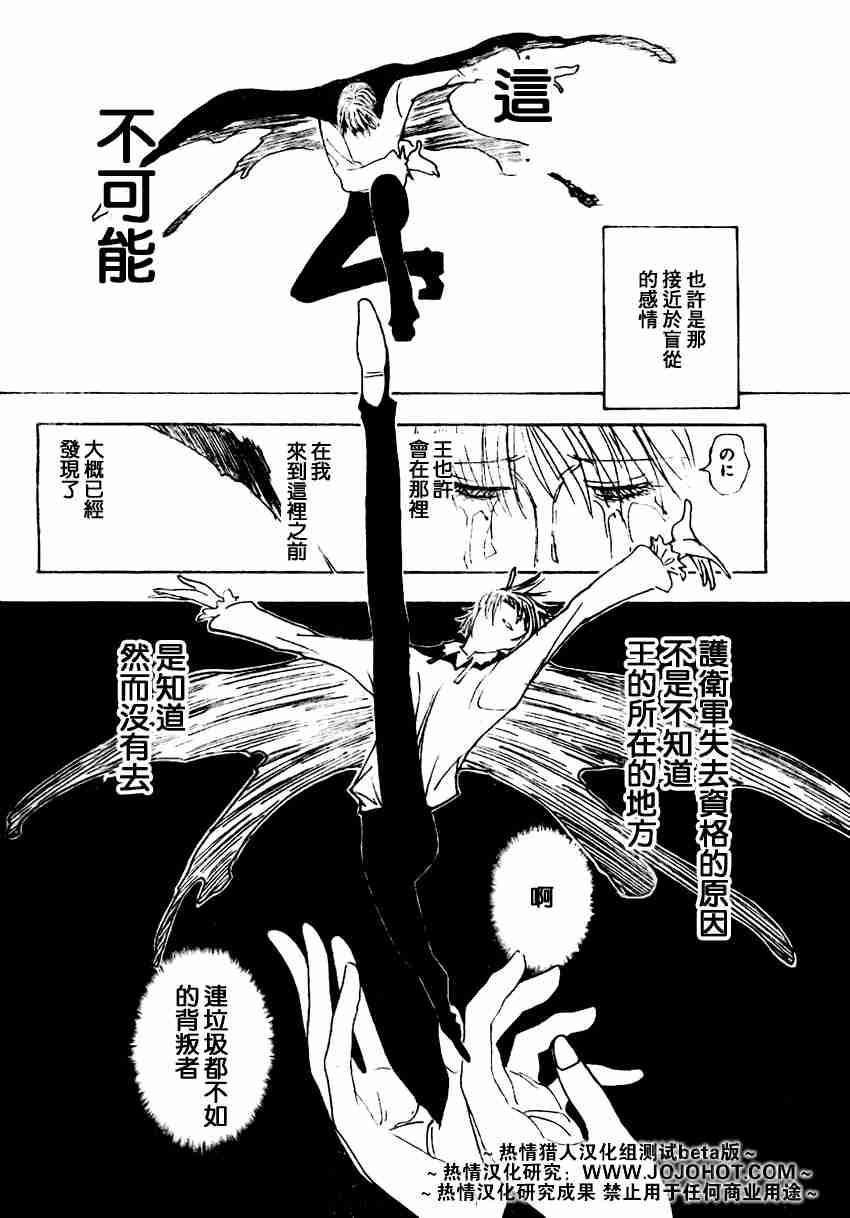 這
不可能
也許是那
接近於盲從
的感情
のに
王也許
會在那裡
在我
來到這裡之前
大概已經
發現了
護衛軍失去資格的原因
不是不知道
王的所在的地方
是知道
然而沒有去
啊
連垃圾都不如
的背叛者
~热情猎人汉化组测试beta版~
~热情汉化研究：WWW.JOJOHOT.COM~
~热情汉化研究成果 禁止用于任何商业用途~